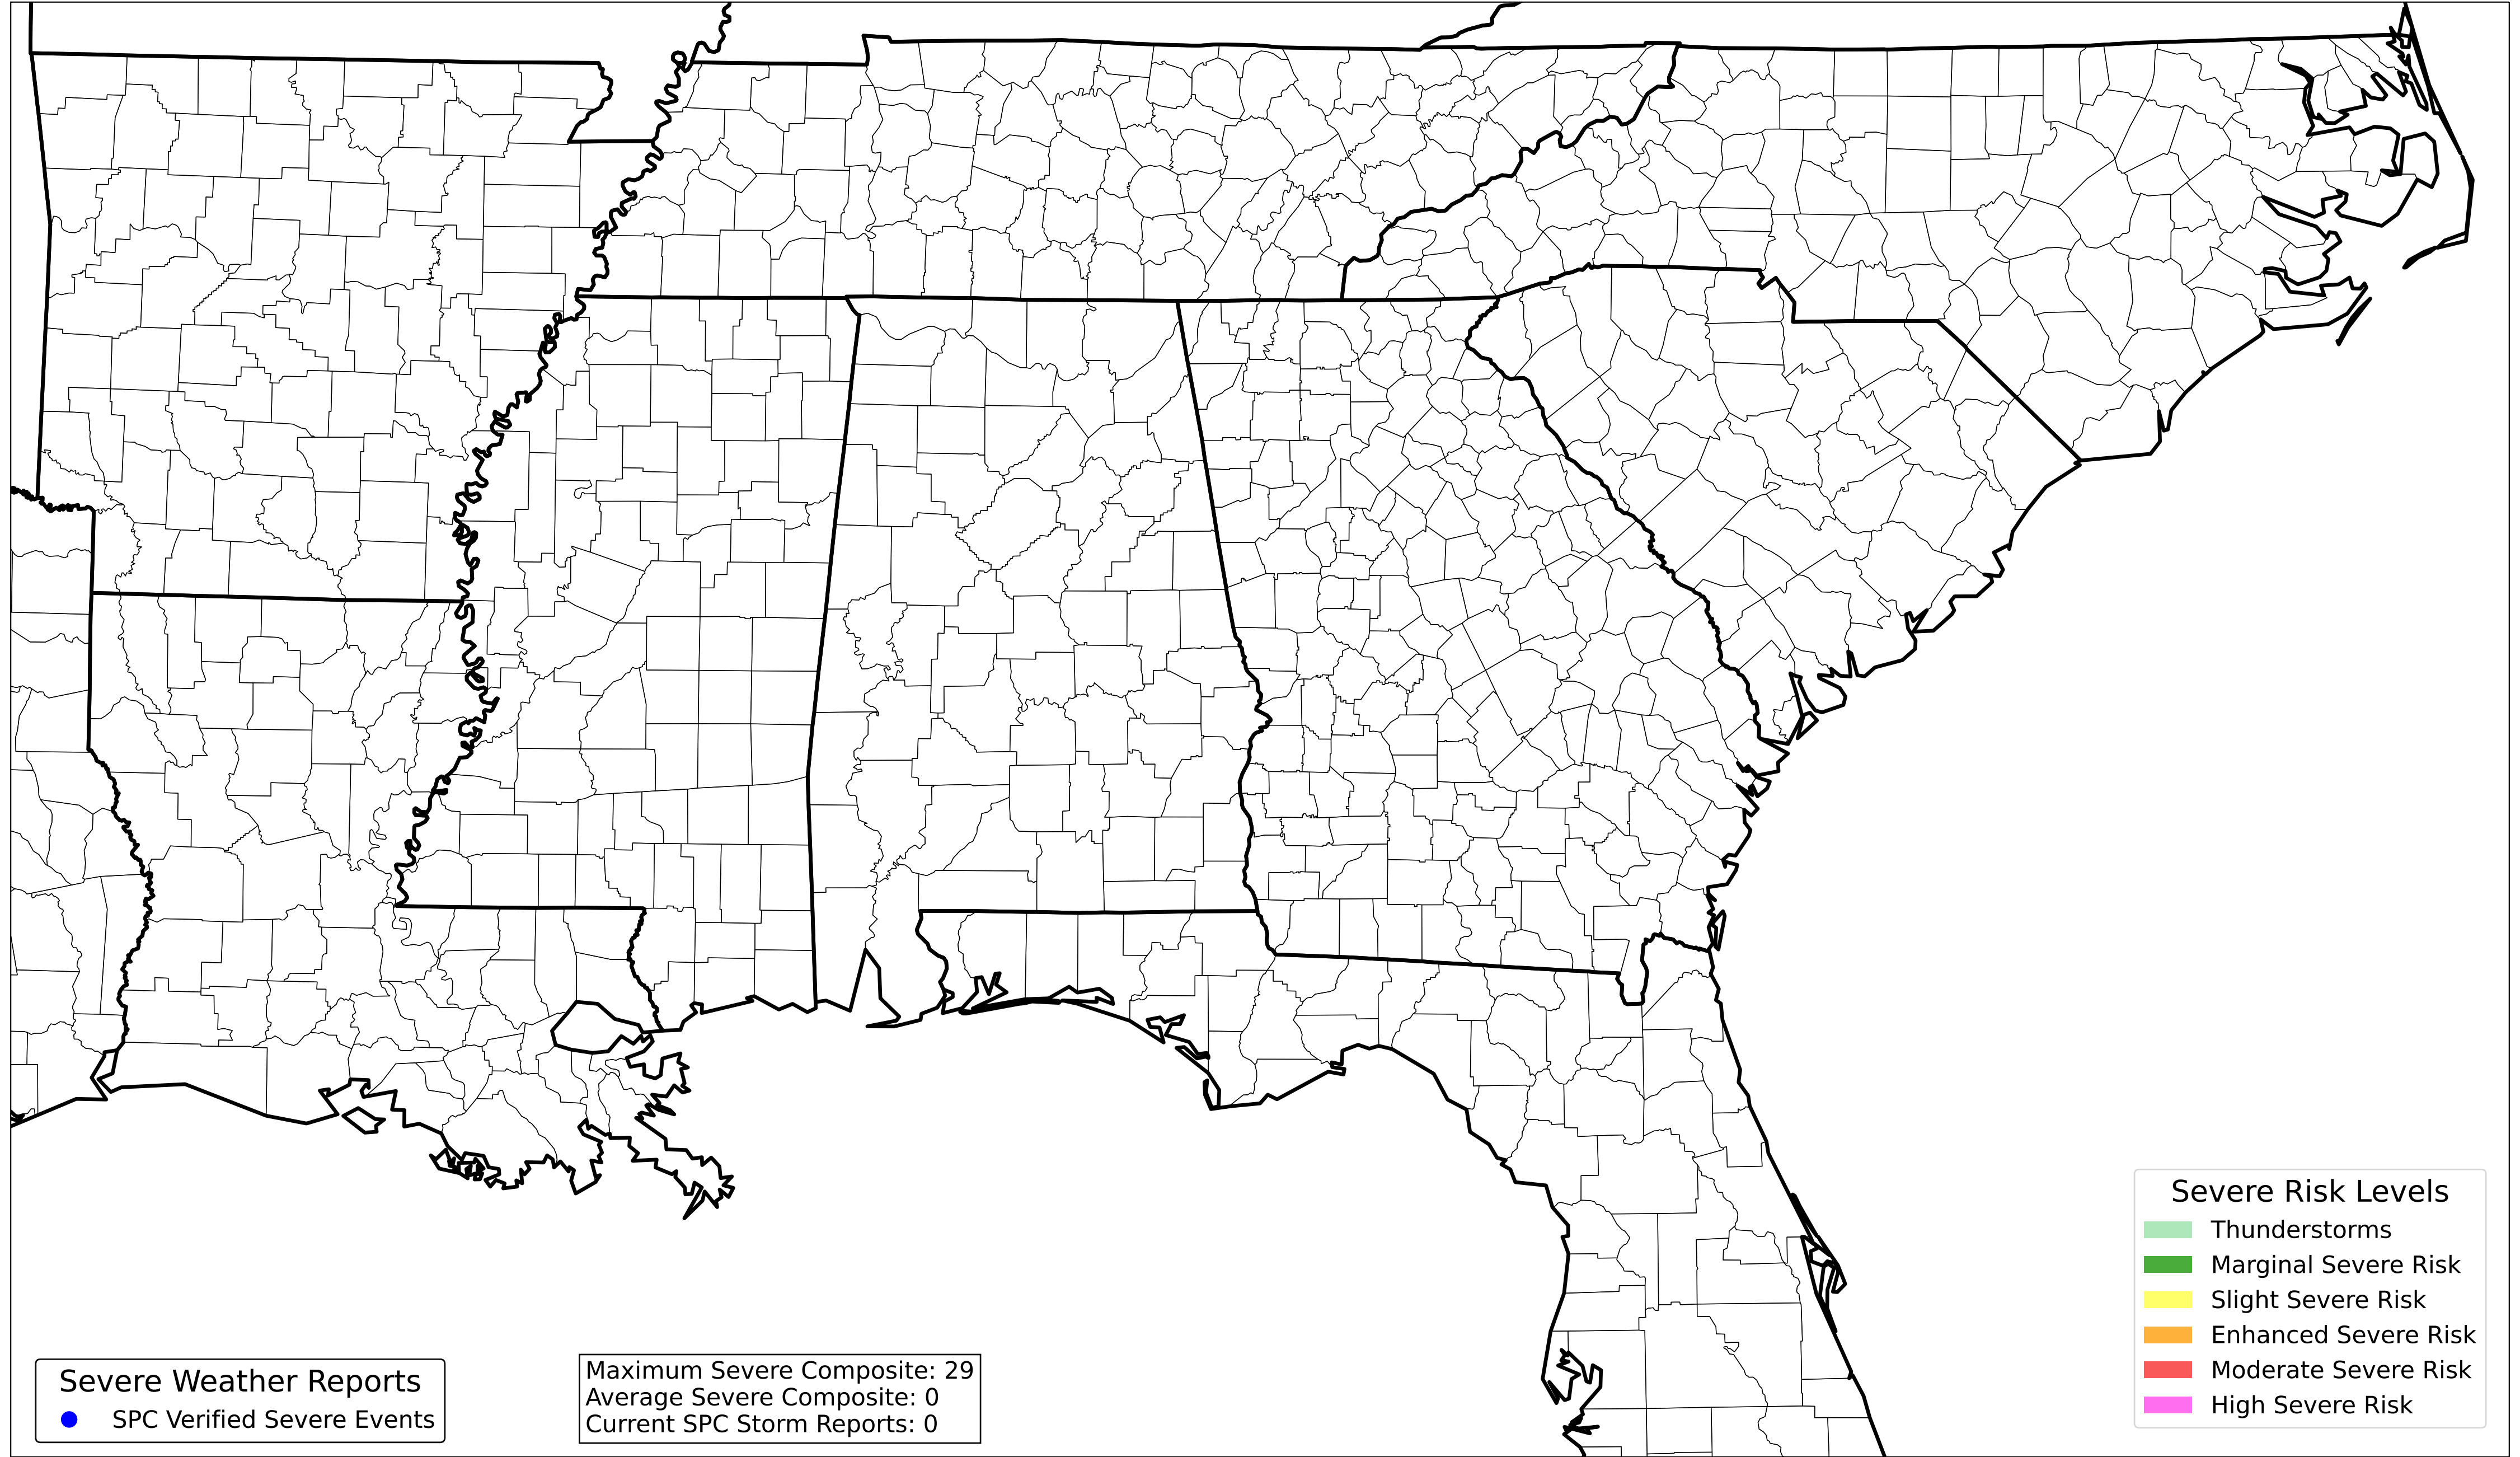 Severe Risk Levels
Thunderstorms
Marginal Severe Risk
Slight Severe Risk
Enhanced Severe Risk
Moderate Severe Risk
High Severe Risk
Severe Weather Reports
SPC Verified Severe Events
Maximum Severe Composite: 29
Average Severe Composite: 0
Current SPC Storm Reports: 0